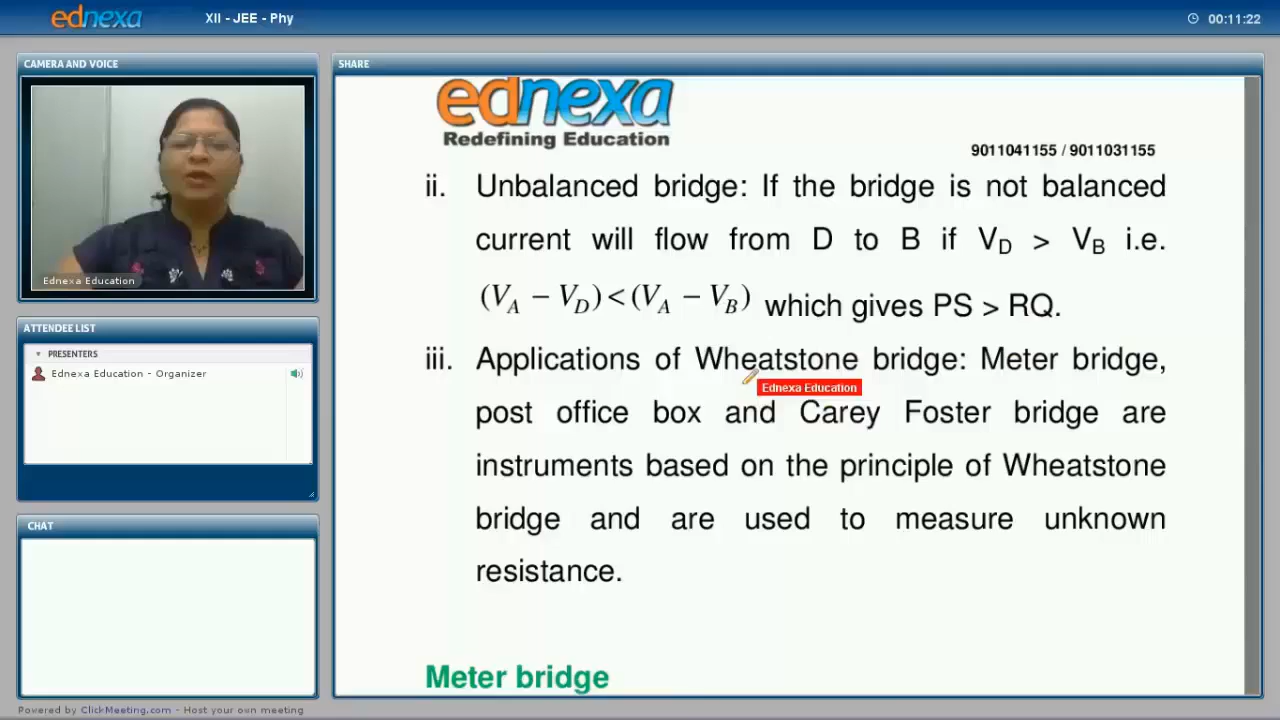 ednexa
XII - JEE - Phy
00:11:22
CAMERA AND VOICE
Ednexa Education
ATTENDEE LIST
PRESENTERS
Ednexa Education - Organizer
CHAT
SHARE
ednexa
Redefining Education
9011041155 / 9011031155
ii. Unbalanced bridge: If the bridge is not balanced
current will flow from D to B if V_D > V_B i.e.
(V_A − V_D) < (V_A − V_B) which gives PS > RQ.
iii. Applications of Wheatstone bridge: Meter bridge,
Ednexa Education
post office box and Carey Foster bridge are
instruments based on the principle of Wheatstone
bridge and are used to measure unknown
resistance.
Meter bridge
Powered by ClickMeeting.com - Host your own meeting